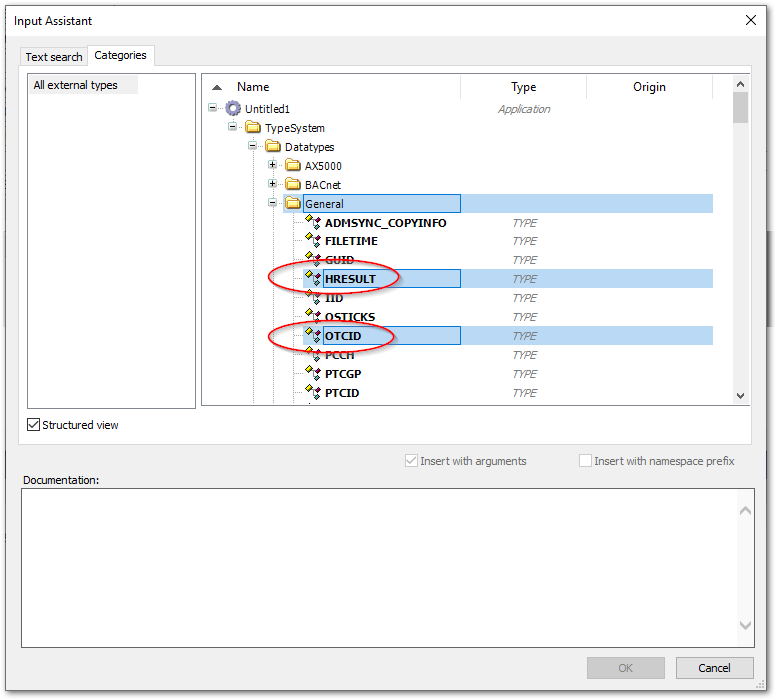 Input Assistant
Text search Categories
All external types
Name Type Origin
Untitled1 Application
TypeSystem
Datatypes
AX5000
BACnet
General
ADMSYNC_COPYINFO TYPE
FILETIME TYPE
GUID TYPE
HRESULT TYPE
IID TYPE
OSTICKS TYPE
OTCID TYPE
PCCH TYPE
PTCGP TYPE
PTCID TYPE
Structured view
Insert with arguments Insert with namespace prefix
Documentation:
OK Cancel